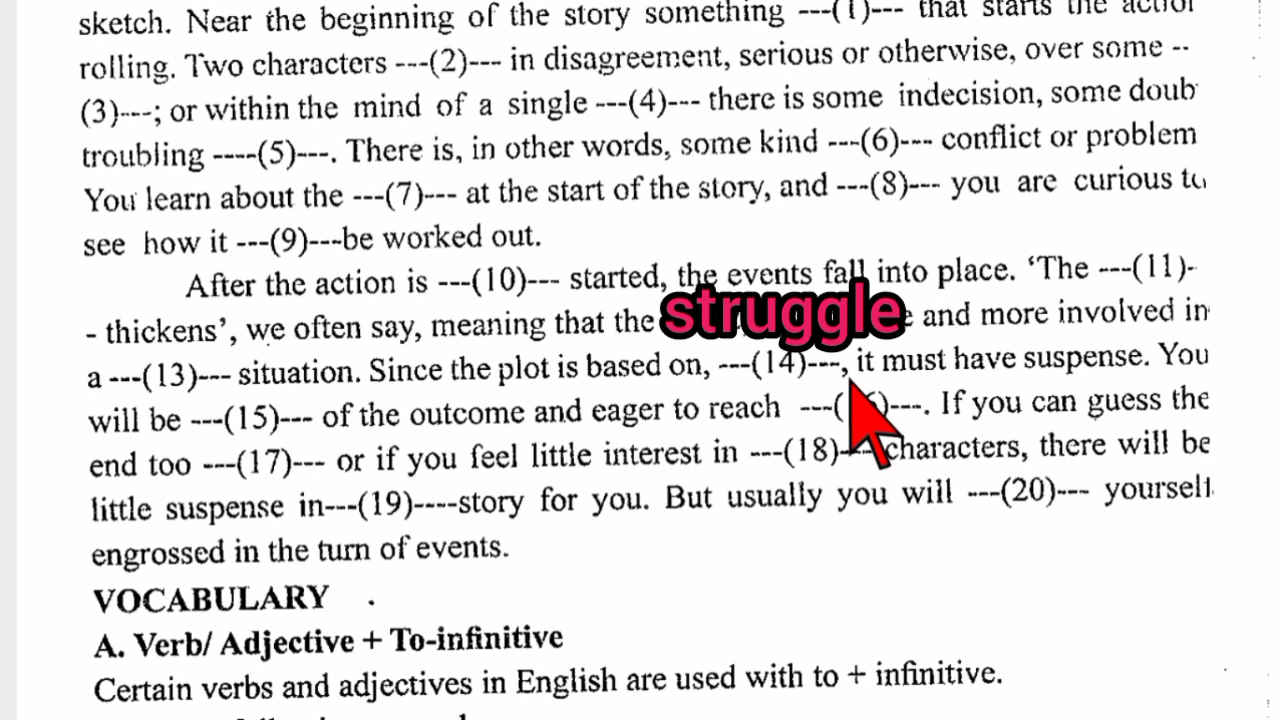 sketch. Near the beginning of the story something ---(1)--- that starts the action
rolling. Two characters ---(2)--- in disagreement, serious or otherwise, over some --
(3)---; or within the mind of a single ---(4)--- there is some indecision, some doub
troubling ----(5)---. There is, in other words, some kind ---(6)--- conflict or problem
You learn about the ---(7)--- at the start of the story, and ---(8)--- you are curious to
see how it ---(9)---be worked out.
After the action is ---(10)--- started, the events fall into place. 'The ---(11)-
- thickens', we often say, meaning that the struggle and more involved in
a ---(13)--- situation. Since the plot is based on, ---(14)---, it must have suspense. You
will be ---(15)--- of the outcome and eager to reach ---. If you can guess the
end too ---(17)--- or if you feel little interest in ---(18)--- characters, there will be
little suspense in---(19)----story for you. But usually you will ---(20)--- yourself
engrossed in the turn of events.
VOCABULARY .
A. Verb/ Adjective + To-infinitive
Certain verbs and adjectives in English are used with to + infinitive.